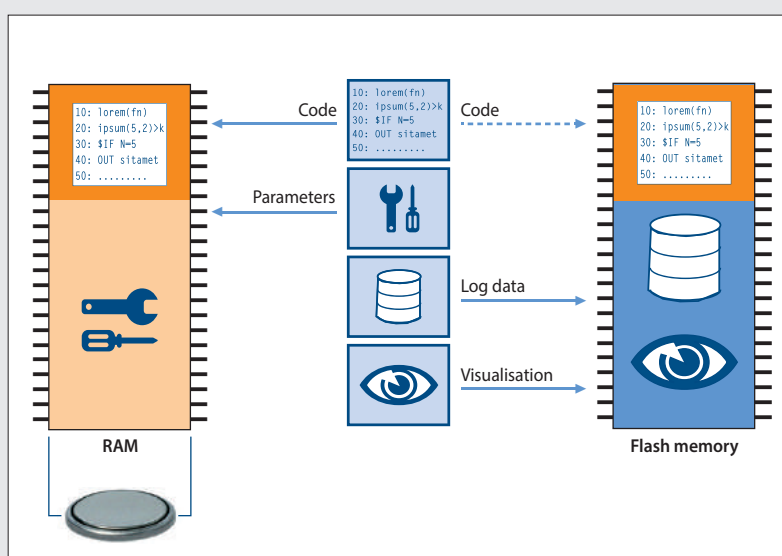 10: lorem(fn)
20: ipsum(5,2)>k
30: $IF N=5
40: OUT sitamet
50: .........
Code
10: lorem(fn)
20: ipsum(5,2)>k
30: $IF N=5
40: OUT sitamet
50: .........
Code
10: lorem(fn)
20: ipsum(5,2)>k
30: $IF N=5
40: OUT sitamet
50: .........
Parameters
Log data
Visualisation
RAM
Flash memory